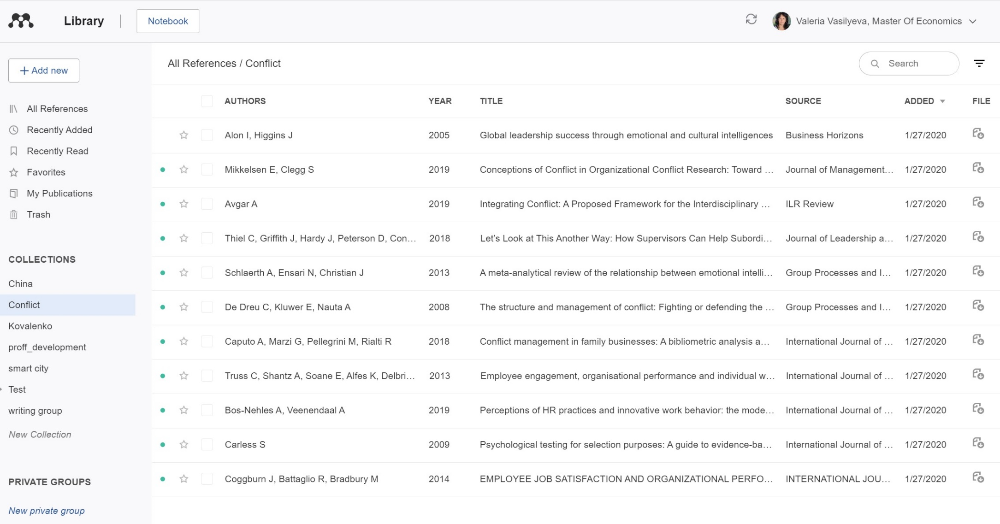 Library
Notebook
Valeria Vasilyeva, Master Of Economics
+ Add new
All References
Recently Added
Recently Read
Favorites
My Publications
Trash
COLLECTIONS
China
Conflict
Kovalenko
proff_development
smart city
Test
writing group
New Collection
PRIVATE GROUPS
New private group
All References / Conflict
Search
AUTHORS YEAR TITLE SOURCE ADDED FILE
Alon I, Higgins J 2005 Global leadership success through emotional and cultural intelligences Business Horizons 1/27/2020
Mikkelsen E, Clegg S 2019 Conceptions of Conflict in Organizational Conflict Research: Toward … Journal of Management… 1/27/2020
Avgar A 2019 Integrating Conflict: A Proposed Framework for the Interdisciplinary … ILR Review 1/27/2020
Thiel C, Griffith J, Hardy J, Peterson D, Con… 2018 Let’s Look at This Another Way: How Supervisors Can Help Subordi… Journal of Leadership a… 1/27/2020
Schlaerth A, Ensari N, Christian J 2013 A meta-analytical review of the relationship between emotional intelli… Group Processes and I… 1/27/2020
De Dreu C, Kluwer E, Nauta A 2008 The structure and management of conflict: Fighting or defending the … Group Processes and I… 1/27/2020
Caputo A, Marzi G, Pellegrini M, Rialti R 2018 Conflict management in family businesses: A bibliometric analysis a… International Journal of … 1/27/2020
Truss C, Shantz A, Soane E, Alfes K, Delbri… 2013 Employee engagement, organisational performance and individual w… International Journal of … 1/27/2020
Bos-Nehles A, Veenendaal A 2019 Perceptions of HR practices and innovative work behavior: the mode… International Journal of … 1/27/2020
Carless S 2009 Psychological testing for selection purposes: A guide to evidence-ba… International Journal of … 1/27/2020
Coggburn J, Battaglio R, Bradbury M 2014 EMPLOYEE JOB SATISFACTION AND ORGANIZATIONAL PERFO… INTERNATIONAL JOU… 1/27/2020